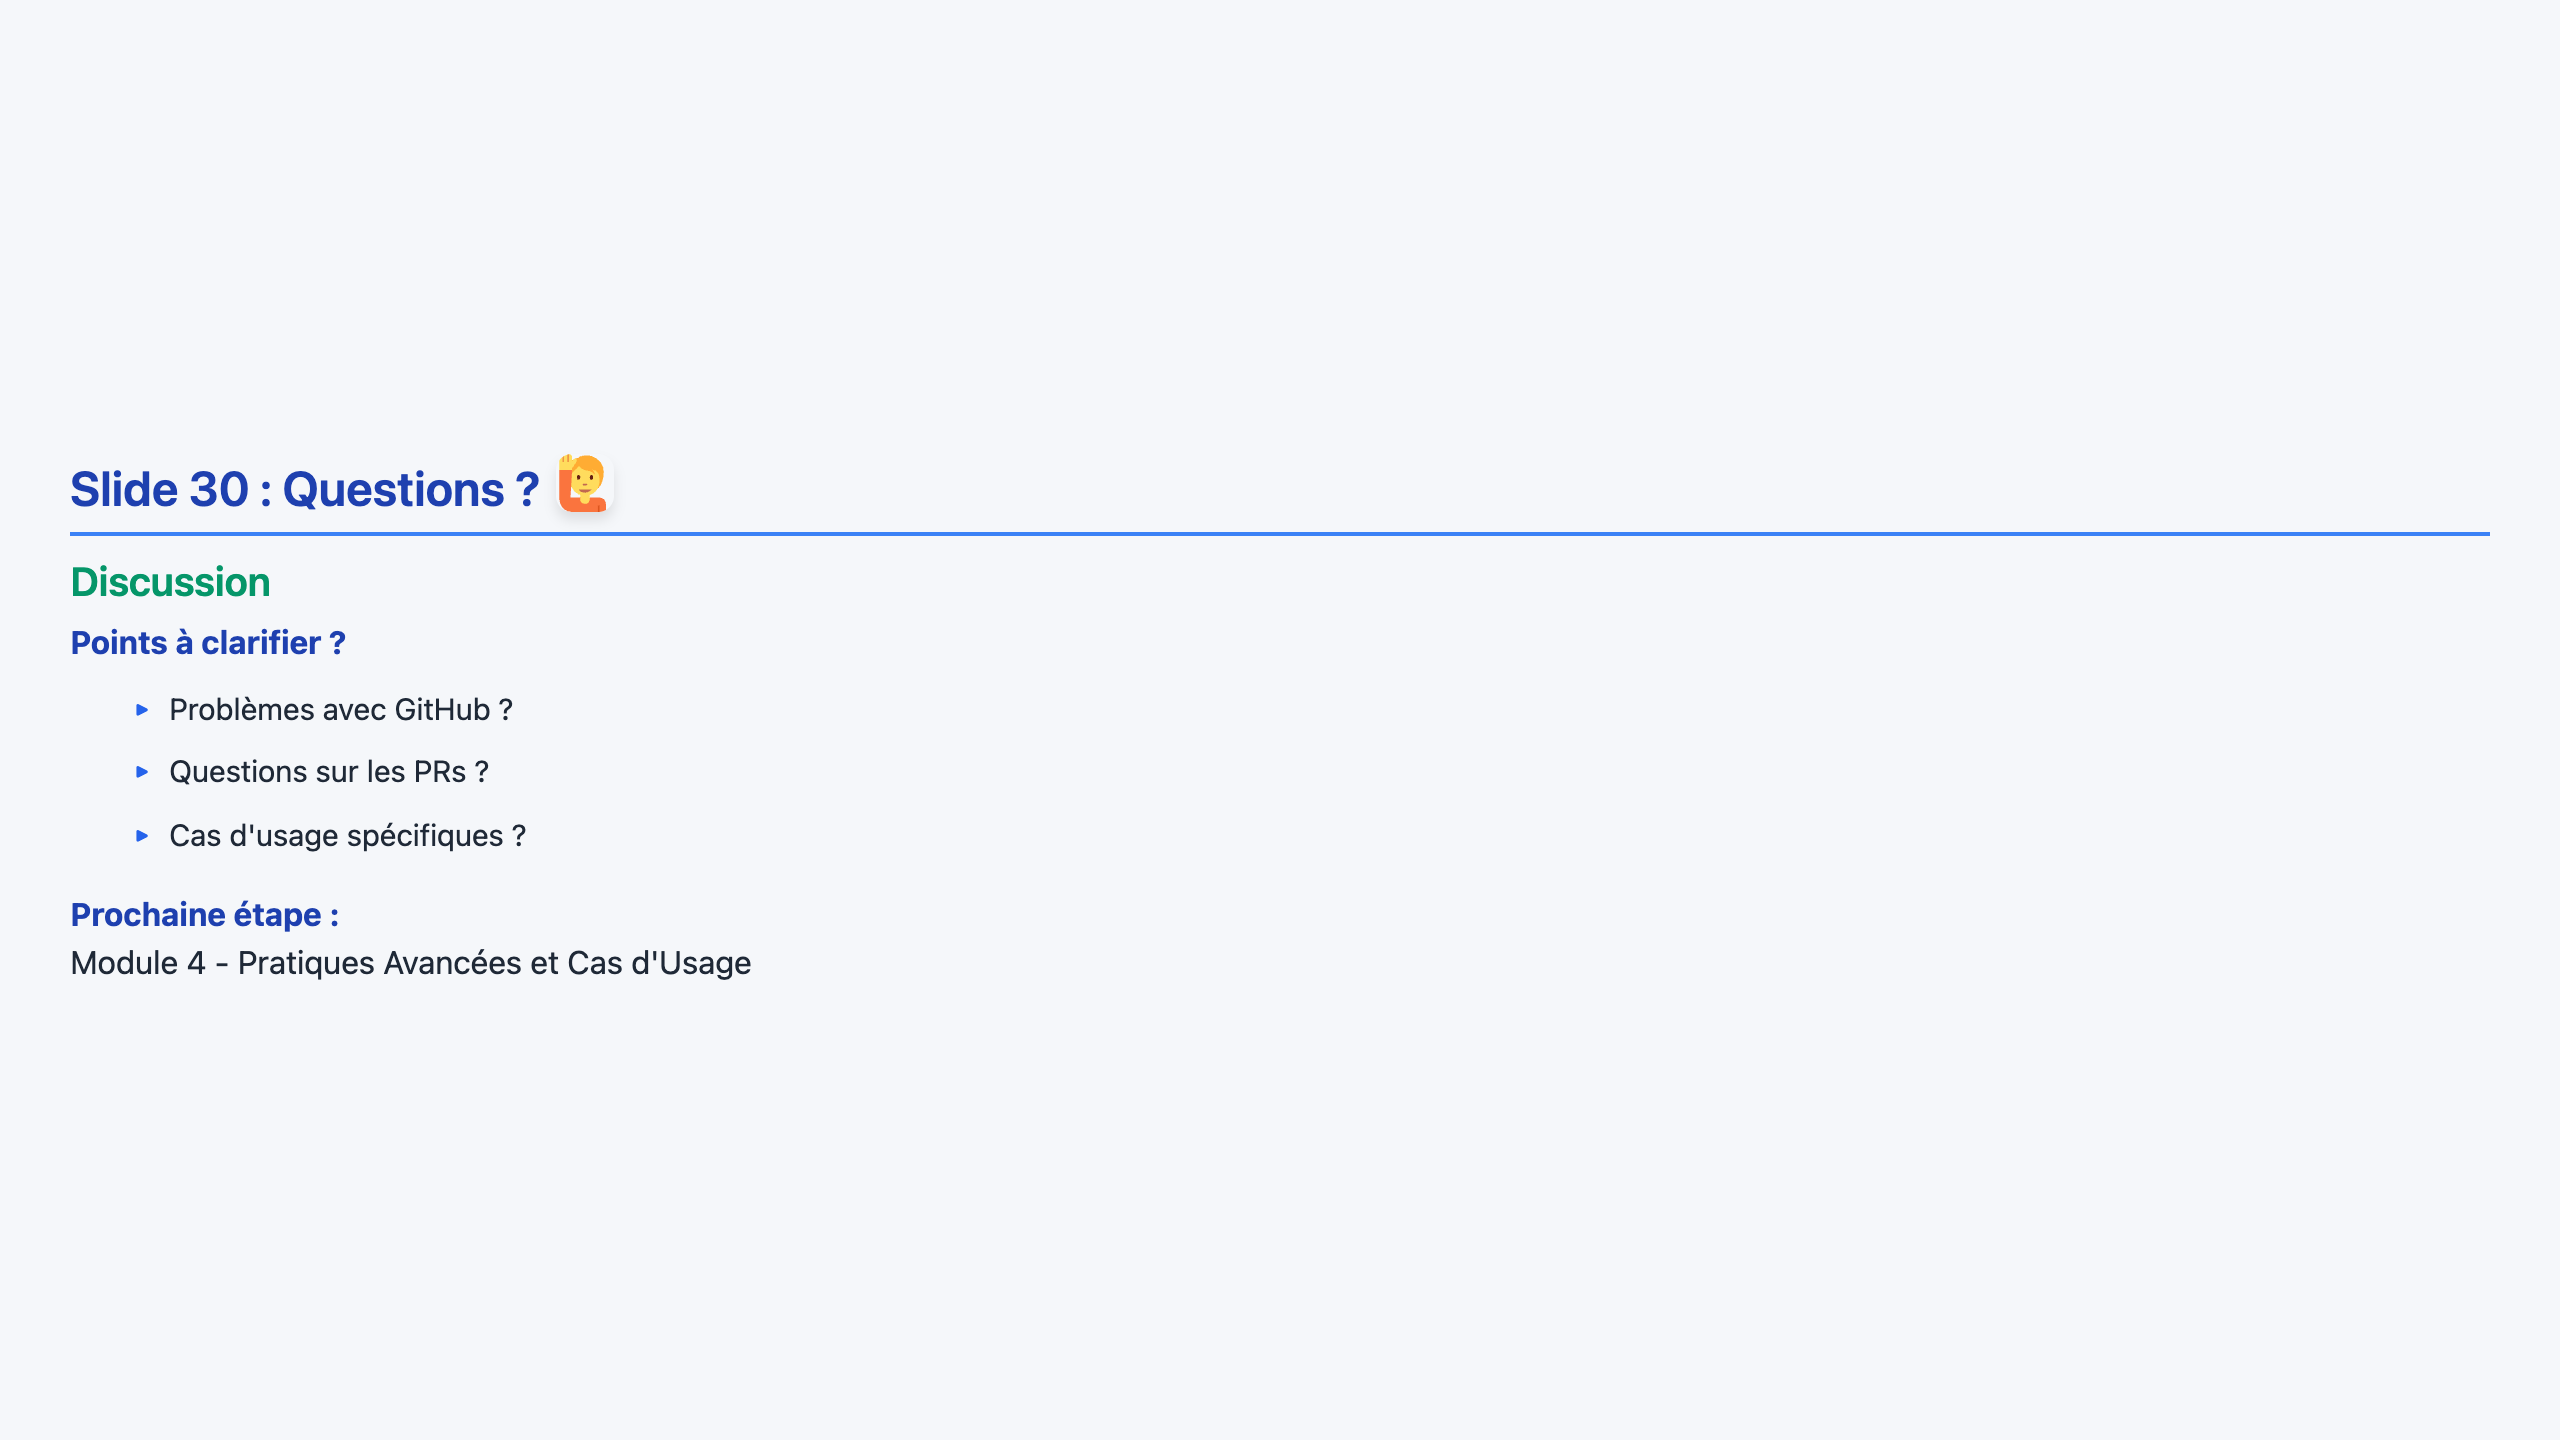 Slide 30 : Questions ? 🙋
Discussion
Points à clarifier ?
Problèmes avec GitHub ?
Questions sur les PRs ?
Cas d'usage spécifiques ?
Prochaine étape :
Module 4 - Pratiques Avancées et Cas d'Usage